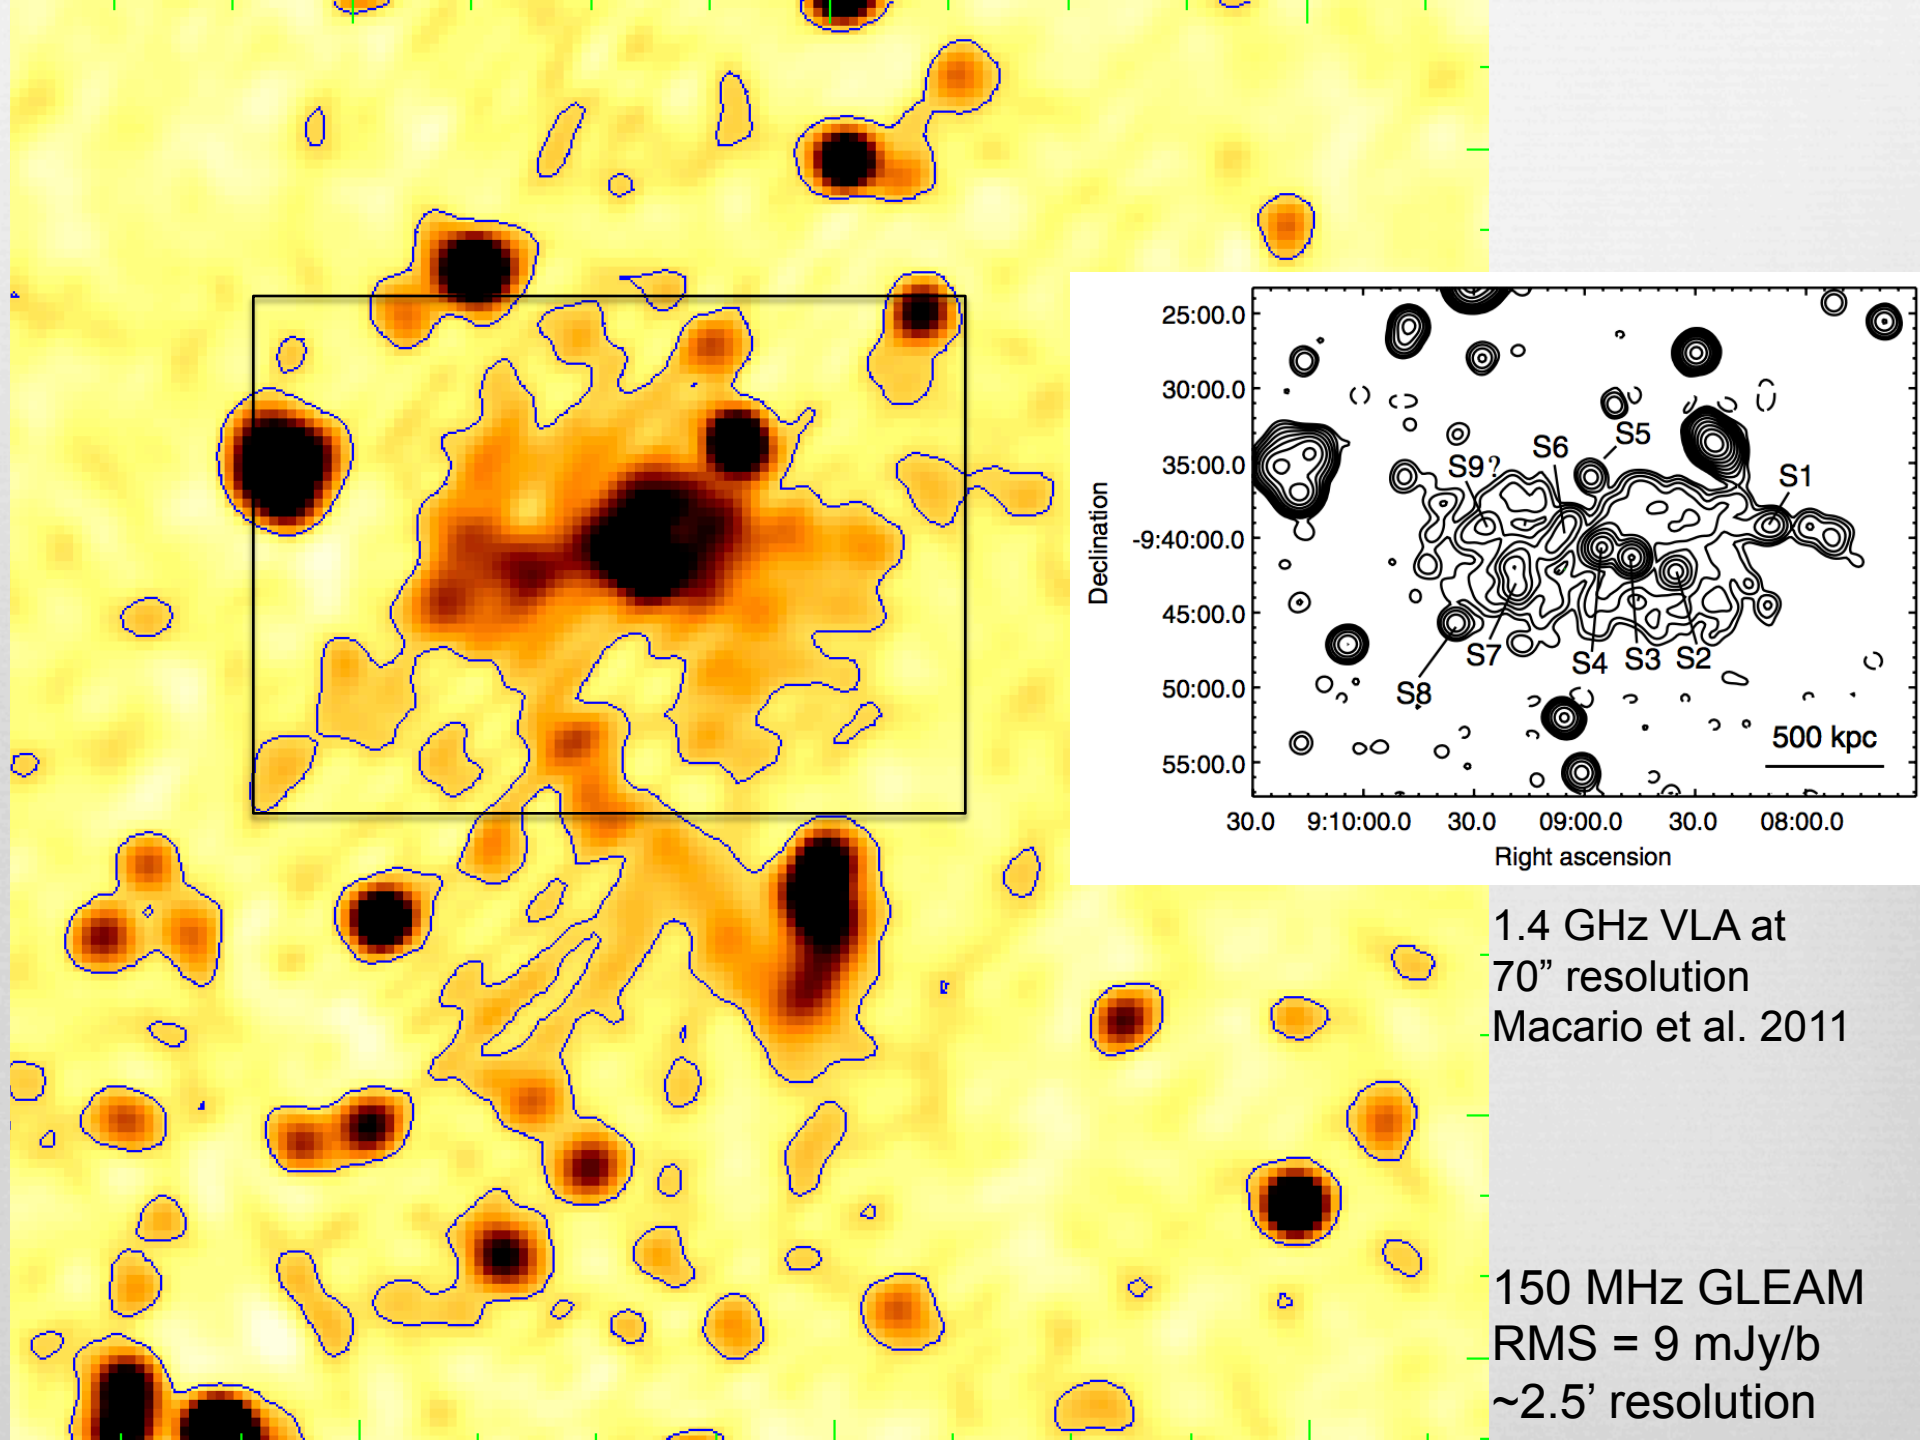 25:00.0
30:00.0
35:00.0
-9:40:00.0
45:00.0
50:00.0
55:00.0
Declination
S6
S5
S9?
S1
S7
S4
S3
S2
S8
500 kpc
30.0 9:10:00.0 30.0 09:00.0 30.0 08:00.0
Right ascension
1.4 GHz VLA at
70” resolution
Macario et al. 2011
150 MHz GLEAM
RMS = 9 mJy/b
~2.5’ resolution